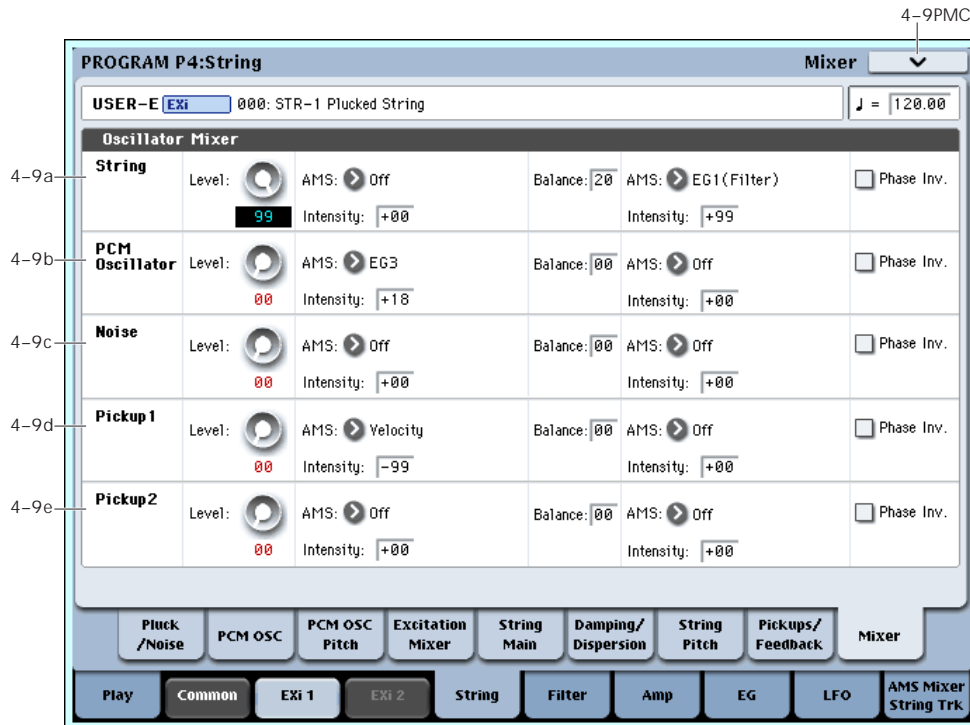 4–9PMC
PROGRAM P4:String Mixer
USER–E EXi 000: STR–1 Plucked String ♩ = 120.00
Oscillator Mixer
4–9a
String
Level: 99 AMS: Off Balance: 20 AMS: EG1(Filter) Phase Inv.
Intensity: +00 Intensity: +99
4–9b
PCM
Oscillator
Level: 00 AMS: EG3 Balance: 00 AMS: Off Phase Inv.
Intensity: +18 Intensity: +00
4–9c
Noise
Level: 00 AMS: Off Balance: 00 AMS: Off Phase Inv.
Intensity: +00 Intensity: +00
4–9d
Pickup1
Level: 00 AMS: Velocity Balance: 00 AMS: Off Phase Inv.
Intensity: –99 Intensity: +00
4–9e
Pickup2
Level: 00 AMS: Off Balance: 00 AMS: Off Phase Inv.
Intensity: +00 Intensity: +00
Pluck
/Noise
PCM OSC
PCM OSC
Pitch
Excitation
Mixer
String
Main
Damping/
Dispersion
String
Pitch
Pickups/
Feedback
Mixer
Play
Common
EXi 1
EXi 2
String
Filter
Amp
EG
LFO
AMS Mixer
String Trk